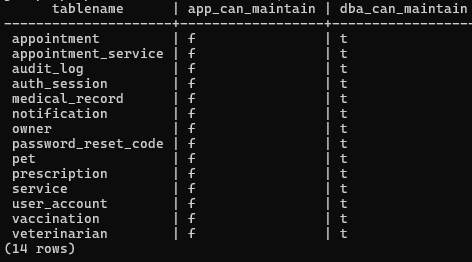 tablename | app_can_maintain | dba_can_maintain
----------------------+------------------+------------------
appointment | f | t
appointment_service | f | t
audit_log | f | t
auth_session | f | t
medical_record | f | t
notification | f | t
owner | f | t
password_reset_code | f | t
pet | f | t
prescription | f | t
service | f | t
user_account | f | t
vaccination | f | t
veterinarian | f | t
(14 rows)